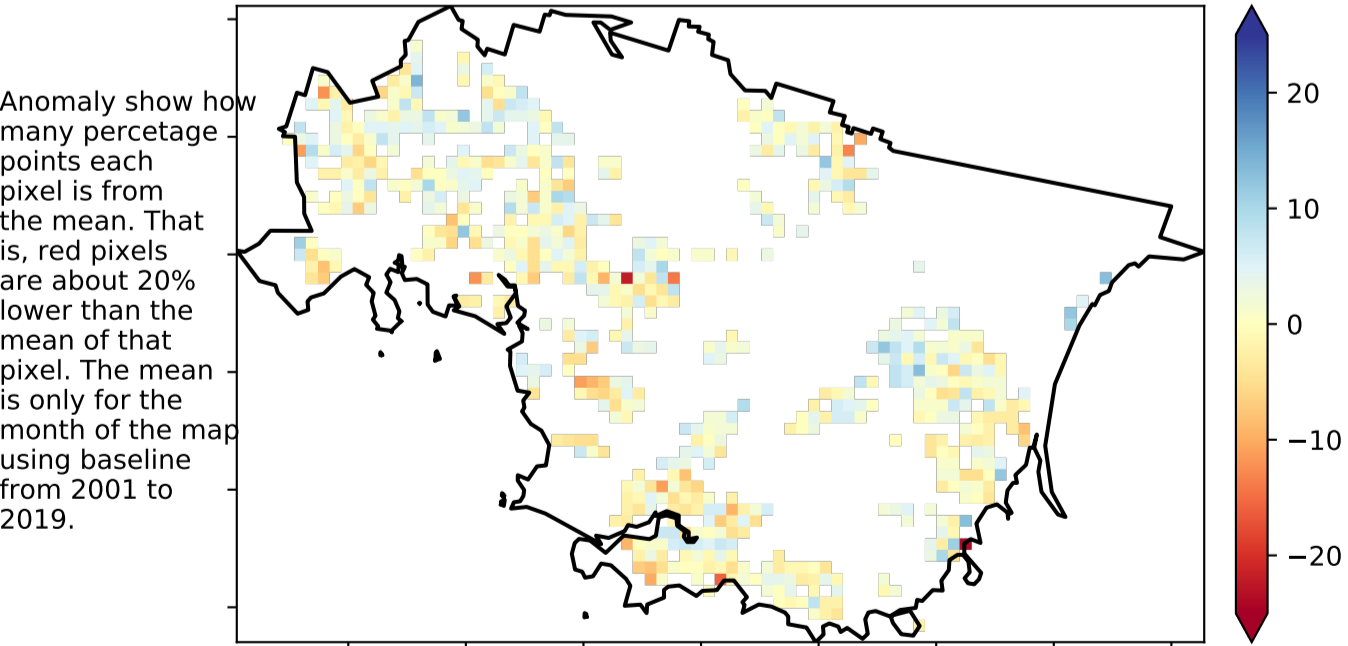 Anomaly show how
many percetage
points each
pixel is from
the mean. That
is, red pixels
are about 20%
lower than the
mean of that
pixel. The mean
is only for the
month of the map
using baseline
from 2001 to
2019.
20
10
0
−10
−20